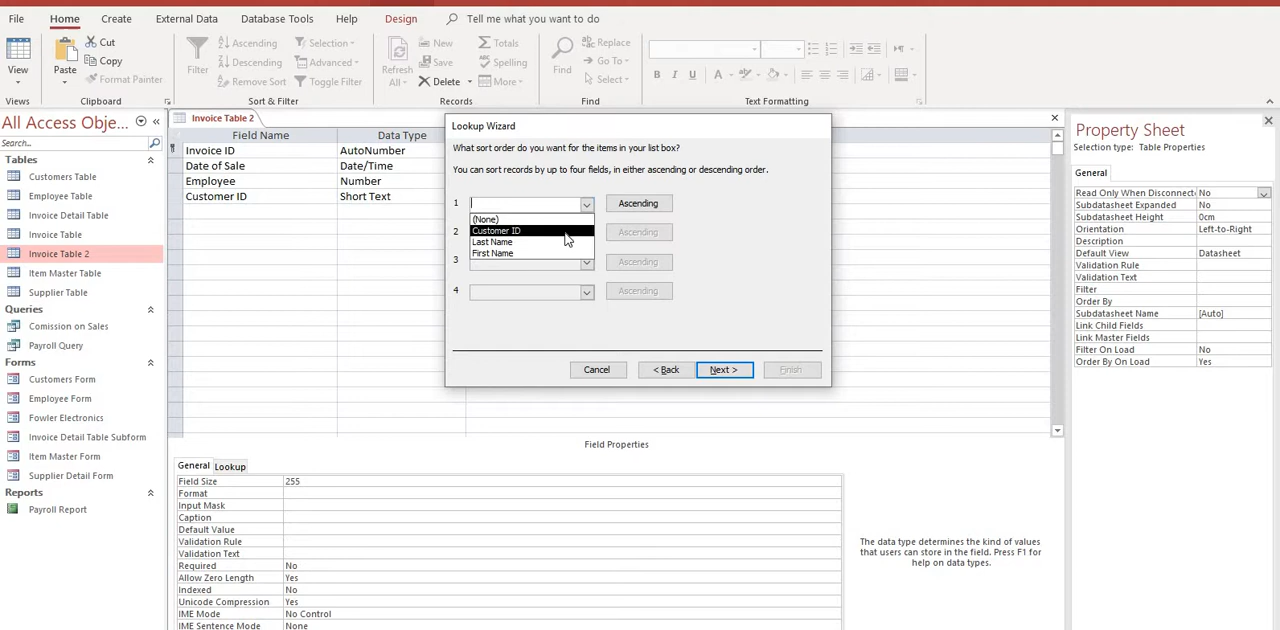 File Home Create External Data Database Tools Help Design Tell me what you want to do
View
Views
Paste
Cut
Copy
Format Painter
Clipboard
Filter
Ascending
Descending
Remove Sort
Selection
Advanced
Toggle Filter
Sort & Filter
Refresh
All
New
Save
Delete
Totals
Spelling
More
Records
Find
Replace
Go To
Select
Find
B I U A
Text Formatting
All Access Obje...
Search...
Tables
Customers Table
Employee Table
Invoice Detail Table
Invoice Table
Invoice Table 2
Item Master Table
Supplier Table
Queries
Comission on Sales
Payroll Query
Forms
Customers Form
Employee Form
Fowler Electronics
Invoice Detail Table Subform
Item Master Form
Supplier Detail Form
Reports
Payroll Report
Invoice Table 2
Field Name Data Type
Invoice ID AutoNumber
Date of Sale Date/Time
Employee Number
Customer ID Short Text
Lookup Wizard
What sort order do you want for the items in your list box?
You can sort records by up to four fields, in either ascending or descending order.
1 Ascending
(None)
Customer ID
Last Name
First Name
2 Ascending
3 Ascending
4 Ascending
Cancel < Back Next > Finish
Field Properties
General Lookup
Field Size 255
Format
Input Mask
Caption
Default Value
Validation Rule
Validation Text
Required No
Allow Zero Length Yes
Indexed No
Unicode Compression Yes
IME Mode No Control
IME Sentence Mode None
The data type determines the kind of values
that users can store in the field. Press F1 for
help on data types.
Property Sheet
Selection type: Table Properties
General
Read Only When Disconnect No
Subdatasheet Expanded No
Subdatasheet Height 0cm
Orientation Left-to-Right
Description
Default View Datasheet
Validation Rule
Validation Text
Filter
Order By
Subdatasheet Name [Auto]
Link Child Fields
Link Master Fields
Filter On Load No
Order By On Load Yes